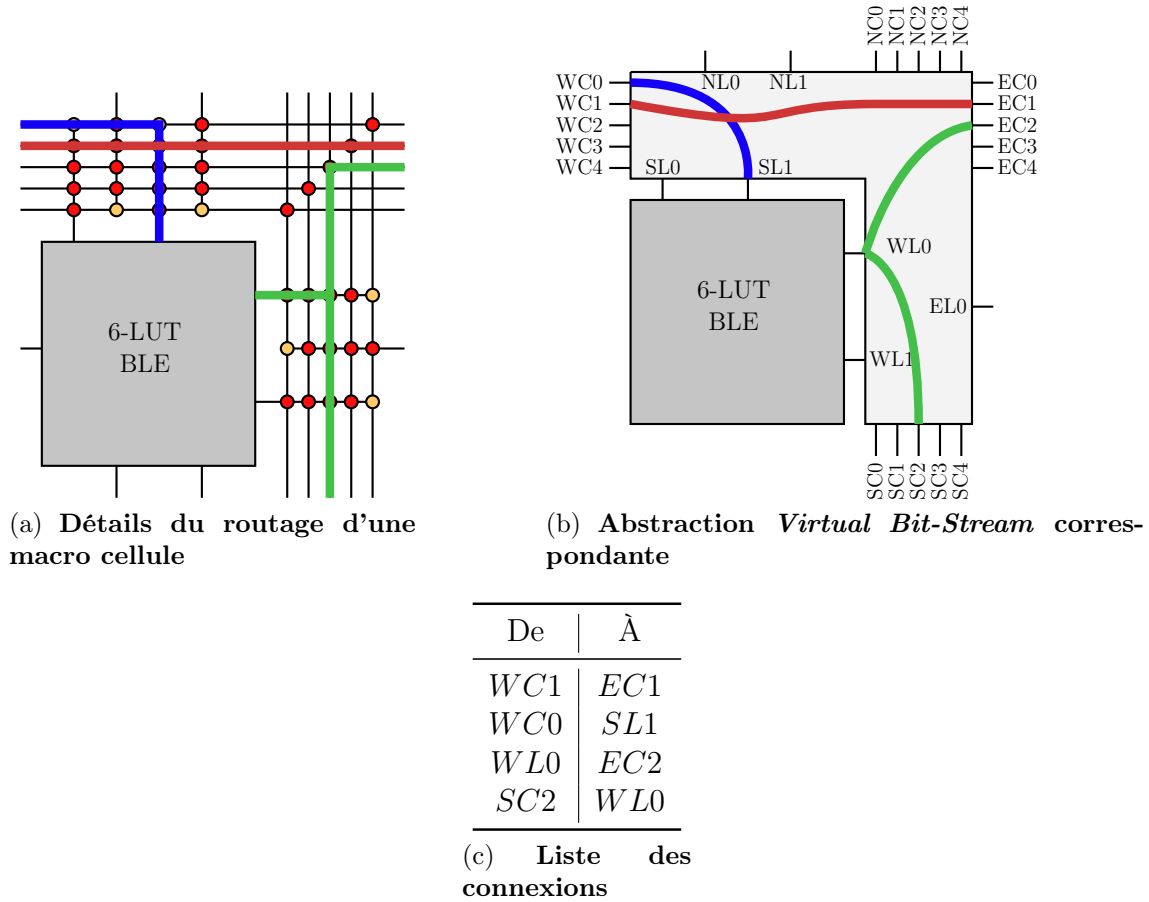 6-LUT
BLE
(a) Détails du routage d'une
macro cellule
NC0
NC1
NC2
NC3
NC4
WC0
WC1
WC2
WC3
WC4
NL0
NL1
EC0
EC1
EC2
EC3
EC4
SL0
SL1
WL0
6-LUT
BLE
EL0
WL1
SC0
SC1
SC2
SC3
SC4
(b) Abstraction Virtual Bit-Stream corres-
pondante
De À
WC1 EC1
WC0 SL1
WL0 EC2
SC2 WL0
(c) Liste des
connexions